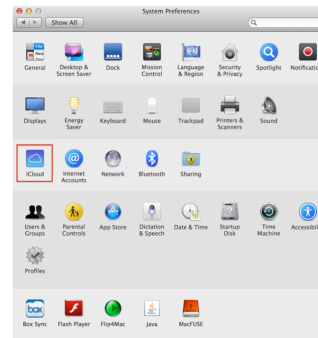 System Preferences
Show All
General
Desktop & Screen Saver
Dock
Mission Control
Language & Region
Security & Privacy
Spotlight
Notificatio
Displays
Energy Saver
Keyboard
Mouse
Trackpad
Printers & Scanners
Sound
iCloud
Internet Accounts
Network
Bluetooth
Sharing
Users & Groups
Parental Controls
App Store
Dictation & Speech
Date & Time
Startup Disk
Time Machine
Accessibil
Profiles
box
Box Sync
Flash Player
Flip4Mac
Java
MacFUSE